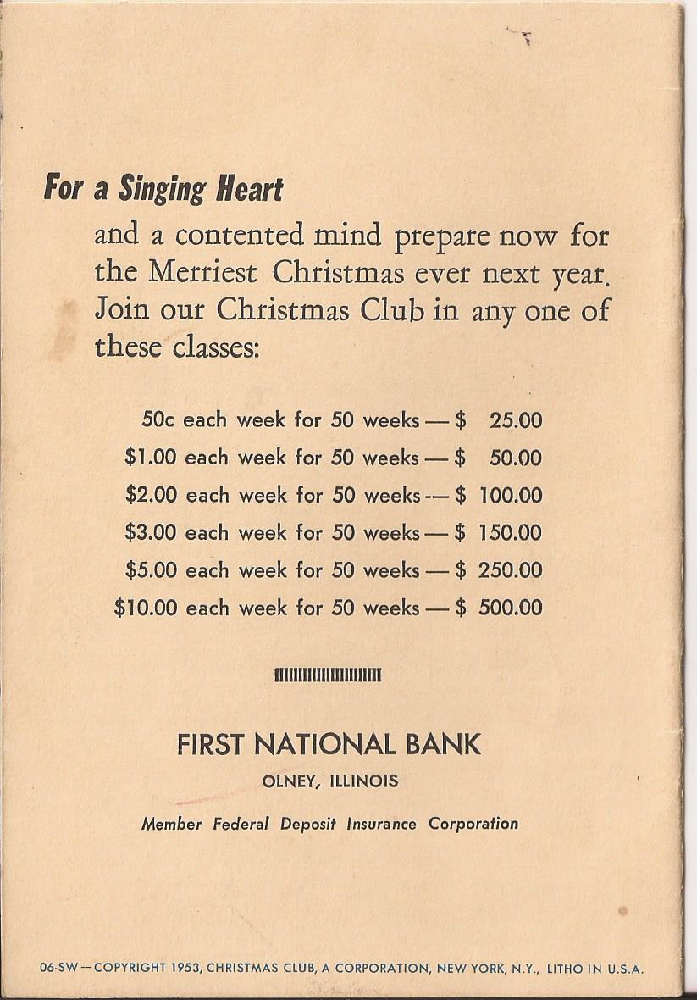 For a Singing Heart
and a contented mind prepare now for
the Merriest Christmas ever next year.
Join our Christmas Club in any one of
these classes:
50c each week for 50 weeks — $ 25.00
$1.00 each week for 50 weeks — $ 50.00
$2.00 each week for 50 weeks -— $ 100.00
$3.00 each week for 50 weeks — $ 150.00
$5.00 each week for 50 weeks — $ 250.00
$10.00 each week for 50 weeks — $ 500.00
FIRST NATIONAL BANK
OLNEY, ILLINOIS
Member Federal Deposit Insurance Corporation
06-SW — COPYRIGHT 1953, CHRISTMAS CLUB, A CORPORATION, NEW YORK, N.Y., LITHO IN U.S.A.